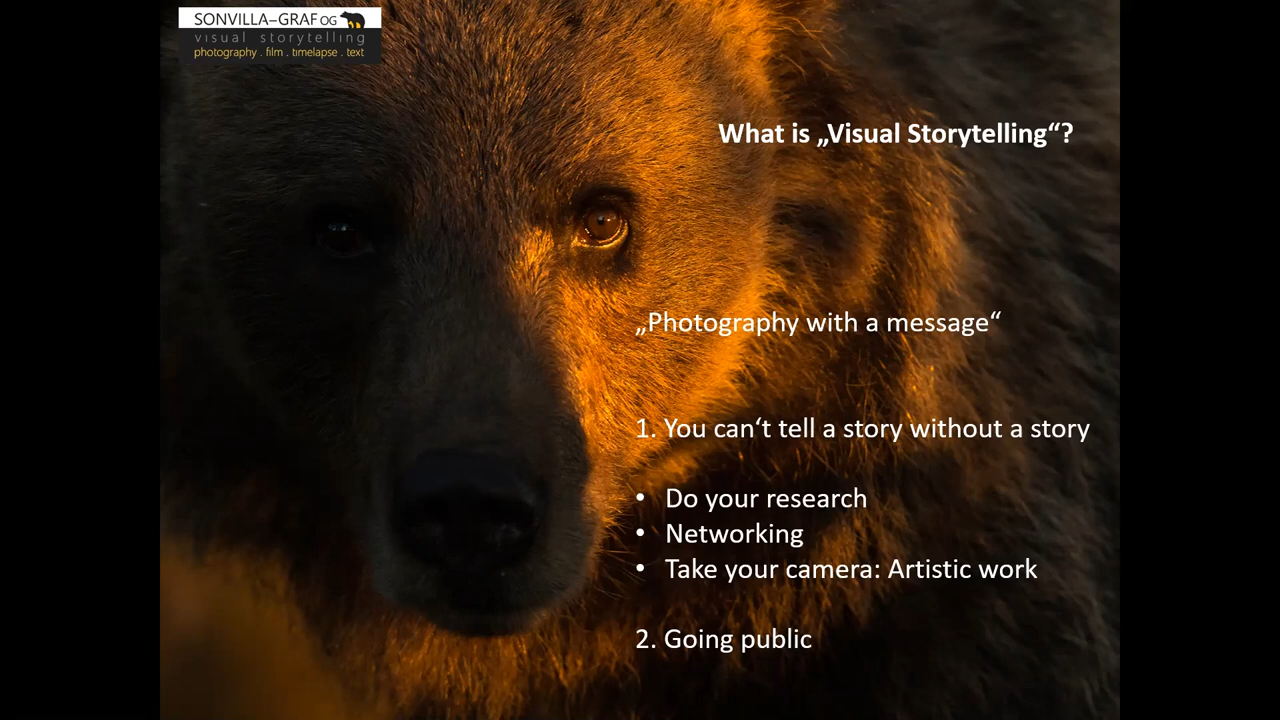 SONVILLA–GRAF OG
visual storytelling
photography . film . timelapse . text
What is „Visual Storytelling“?
„Photography with a message“
1. You can‘t tell a story without a story
• Do your research
• Networking
• Take your camera: Artistic work
2. Going public